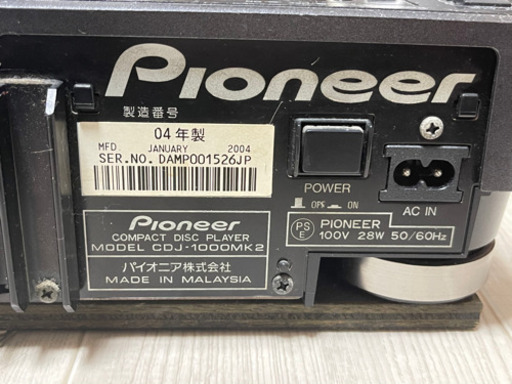 Pioneer
製造番号
04年製
MFD. JANUARY 2004
SER.NO. DAMP001526JP
POWER
OFF ON
AC IN
Pioneer
COMPACT DISC PLAYER
MODEL CDJ-1000MK2
パイオニア株式会社
MADE IN MALAYSIA
PS
E
PIONEER
100V 28W 50/60Hz